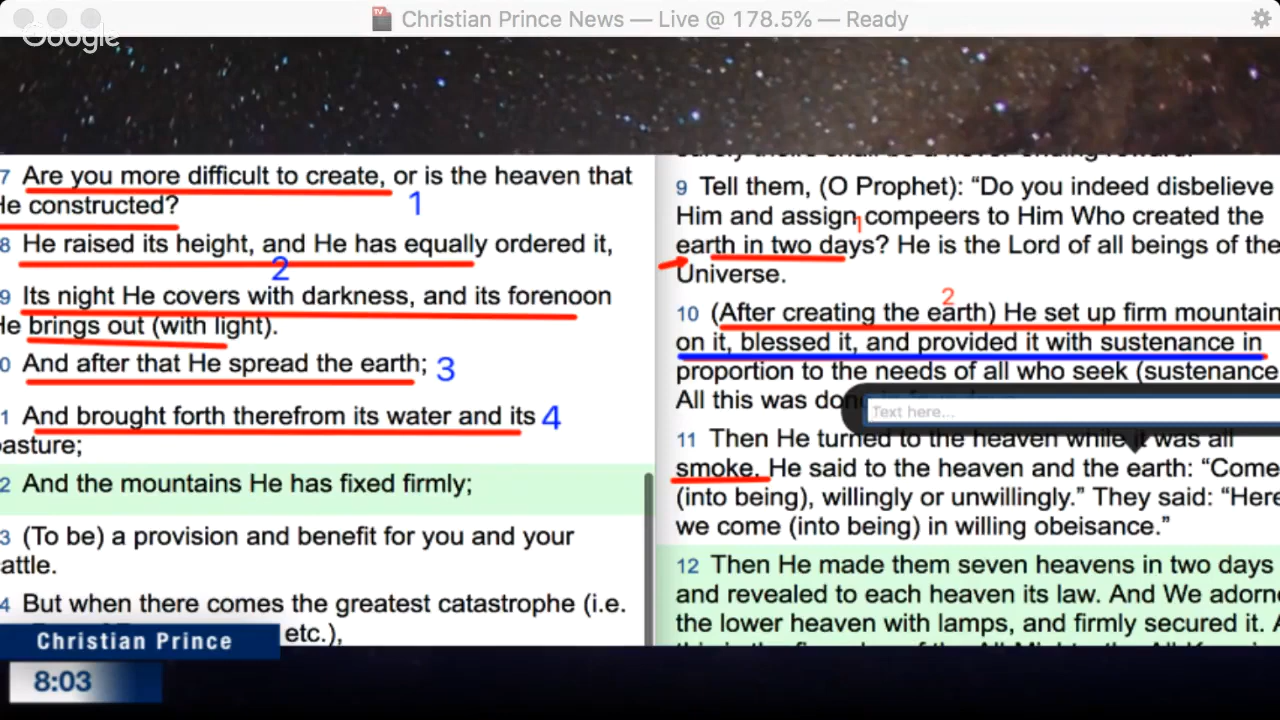 Christian Prince News — Live @ 178.5% — Ready
Google
7 Are you more difficult to create, or is the heaven that
He constructed?
1
8 He raised its height, and He has equally ordered it,
2
9 Its night He covers with darkness, and its forenoon
He brings out (with light).
0 And after that He spread the earth; 3
1 And brought forth therefrom its water and its 4
pasture;
2 And the mountains He has fixed firmly;
3 (To be) a provision and benefit for you and your
attle.
4 But when there comes the greatest catastrophe (i.e.
etc.),
9 Tell them, (O Prophet): “Do you indeed disbelieve
Him and assign compeers to Him Who created the
1
earth in two days? He is the Lord of all beings of the
Universe.
2
10 (After creating the earth) He set up firm mountain
on it, blessed it, and provided it with sustenance in
proportion to the needs of all who seek (sustenance
All this was don
Text here...
11 Then He turned to the heaven while it was all
smoke. He said to the heaven and the earth: “Come
(into being), willingly or unwillingly.” They said: “Here
we come (into being) in willing obeisance.”
12 Then He made them seven heavens in two days
and revealed to each heaven its law. And We adorne
the lower heaven with lamps, and firmly secured it.
Christian Prince
8:03